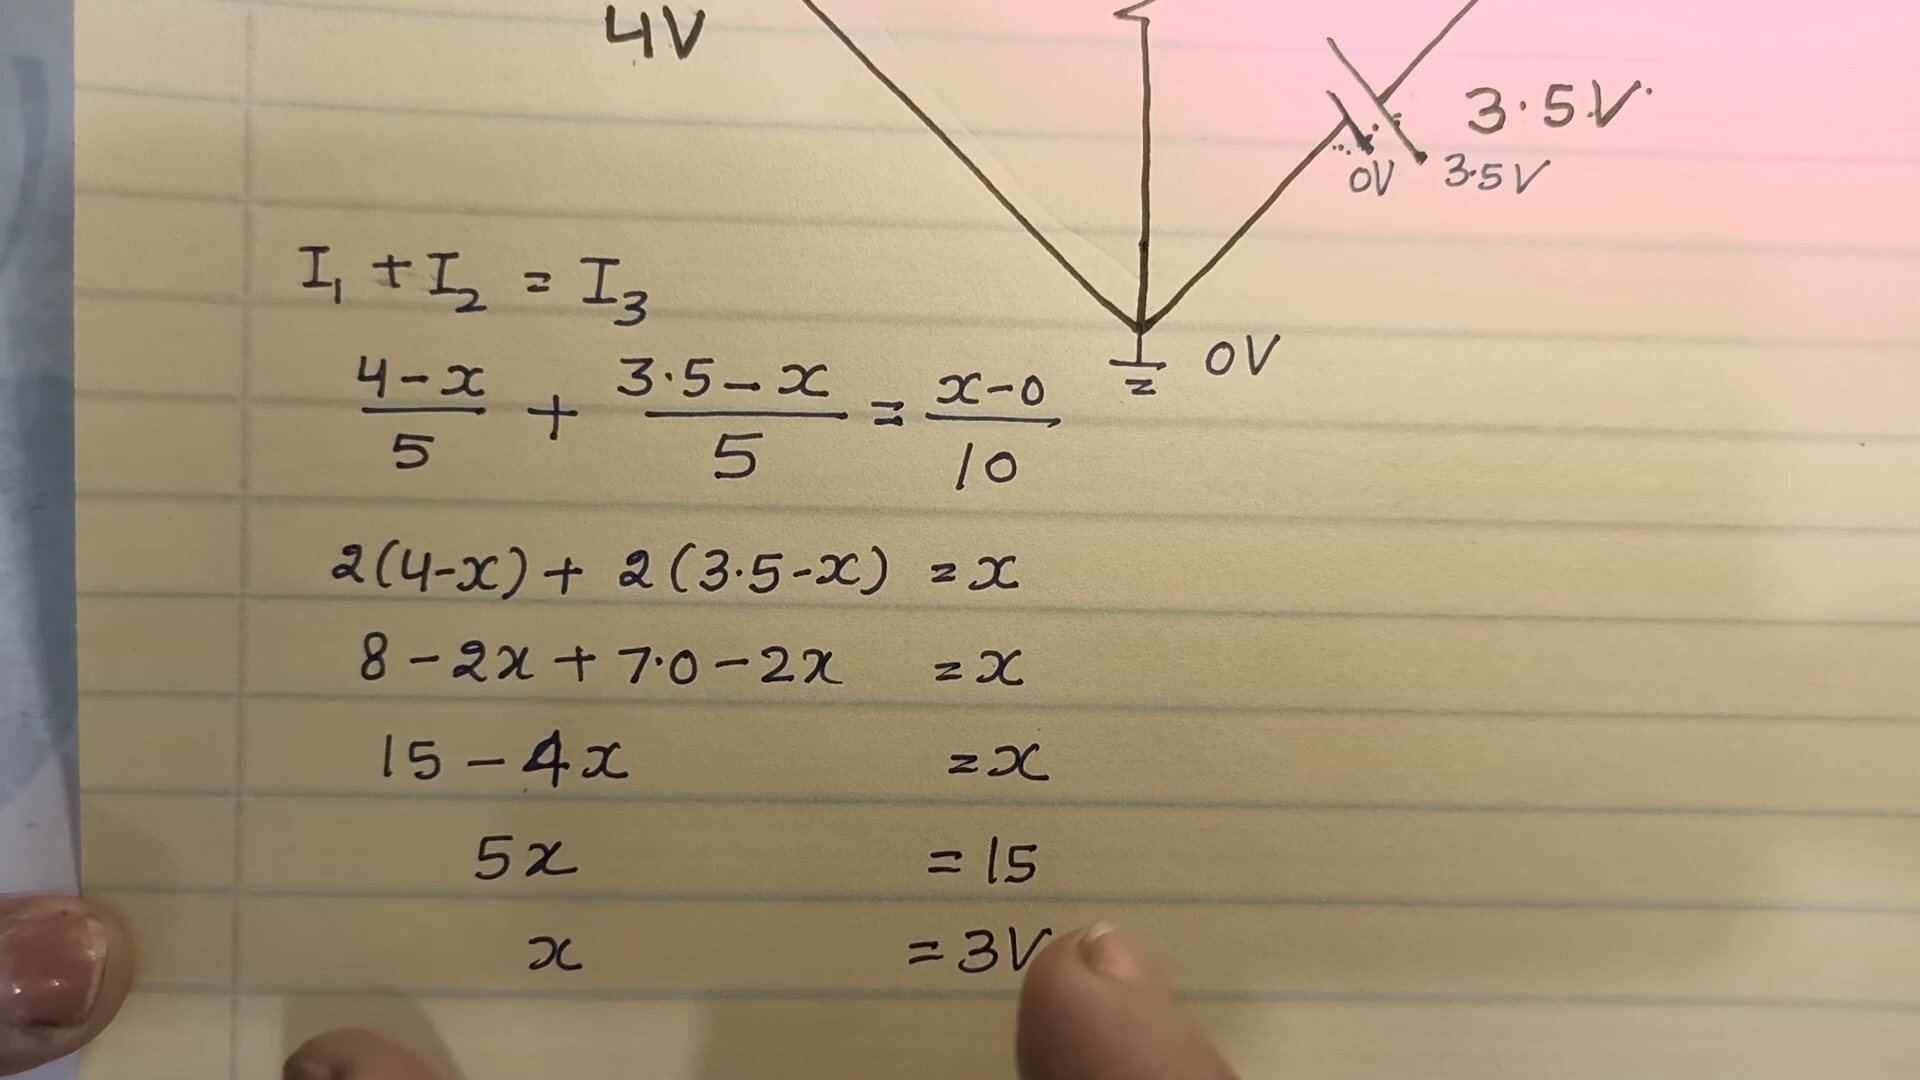 4V
3.5V
0V 3.5V
0V
I₁ + I₂ = I₃
(4-x)/5 + (3.5-x)/5 = (x-0)/10
2(4-x) + 2(3.5-x) = x
8 - 2x + 7.0 - 2x = x
15 - 4x = x
5x = 15
x = 3V